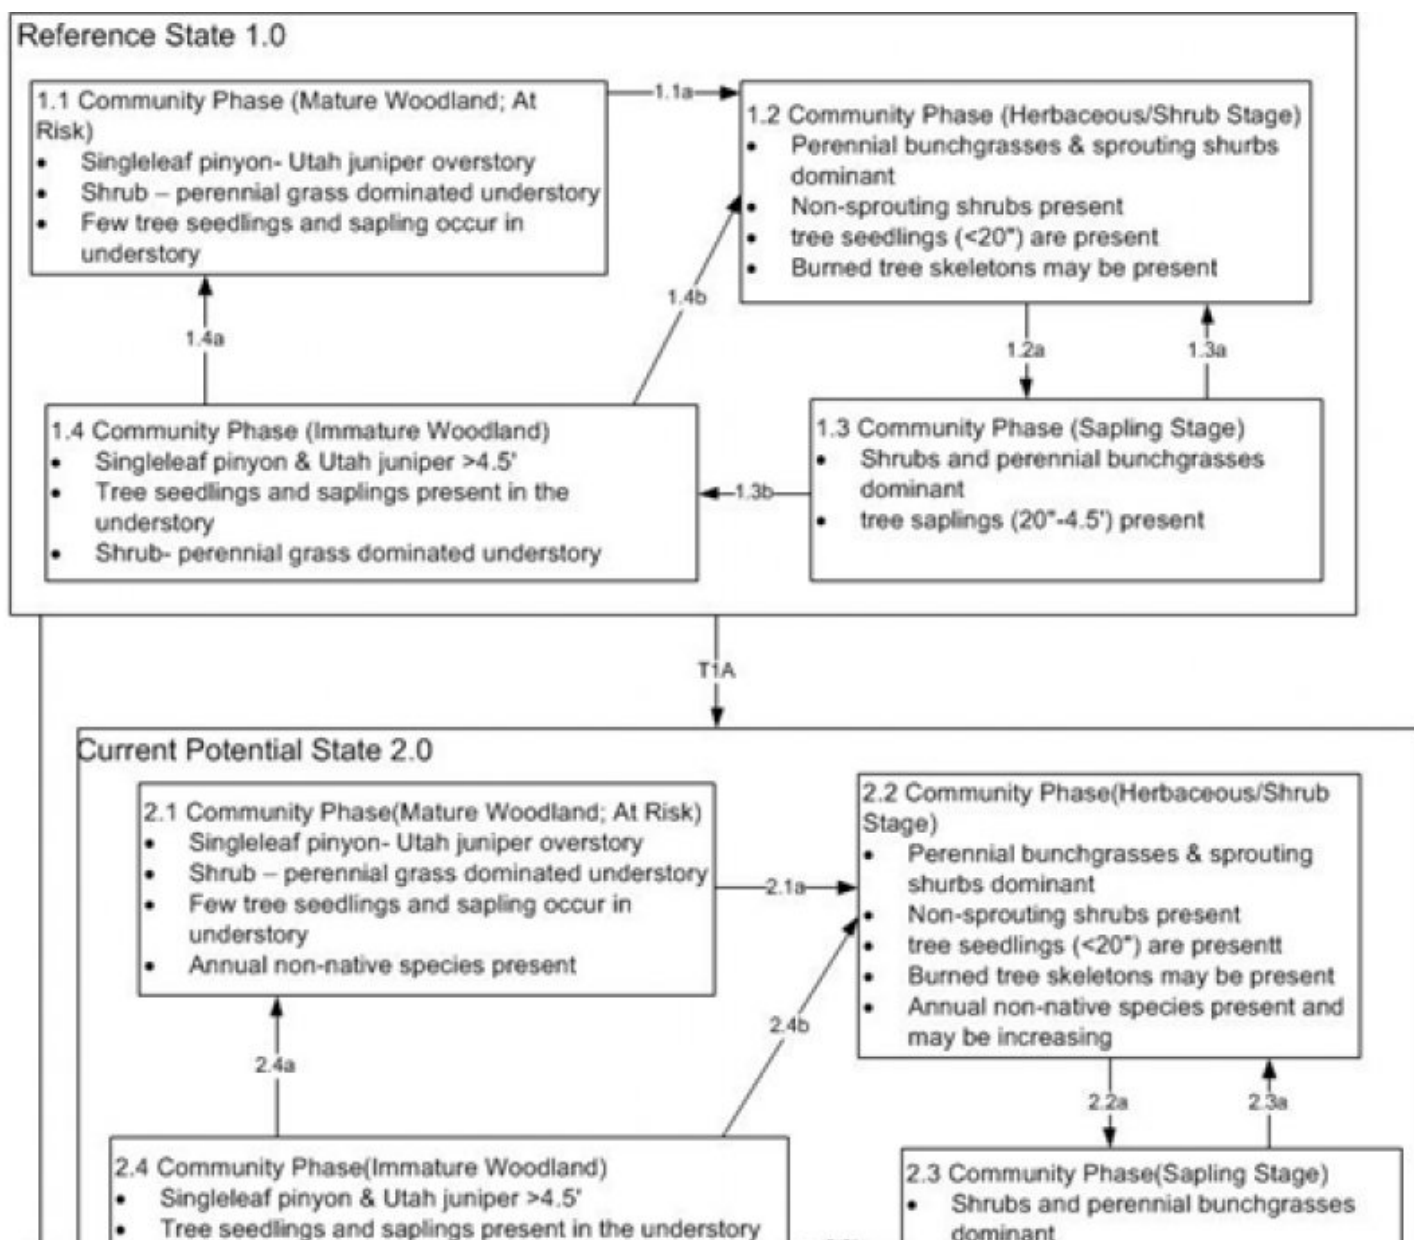 Reference State 1.0
1.1 Community Phase (Mature Woodland; At
Risk)
• Singleleaf pinyon- Utah juniper overstory
• Shrub – perennial grass dominated understory
• Few tree seedlings and sapling occur in
understory
1.1a
1.2 Community Phase (Herbaceous/Shrub Stage)
• Perennial bunchgrasses & sprouting shurbs
dominant
• Non-sprouting shrubs present
• tree seedlings (<20") are present
• Burned tree skeletons may be present
1.4a
1.4b
1.2a
1.3a
1.4 Community Phase (Immature Woodland)
• Singleleaf pinyon & Utah juniper >4.5'
• Tree seedlings and saplings present in the
understory
• Shrub- perennial grass dominated understory
1.3b
1.3 Community Phase (Sapling Stage)
• Shrubs and perennial bunchgrasses
dominant
• tree saplings (20"-4.5') present
T1A
Current Potential State 2.0
2.1 Community Phase(Mature Woodland; At Risk)
• Singleleaf pinyon- Utah juniper overstory
• Shrub – perennial grass dominated understory
• Few tree seedlings and sapling occur in
understory
• Annual non-native species present
2.1a
2.2 Community Phase(Herbaceous/Shrub
Stage)
• Perennial bunchgrasses & sprouting
shurbs dominant
• Non-sprouting shrubs present
• tree seedlings (<20") are presentt
• Burned tree skeletons may be present
• Annual non-native species present and
may be increasing
2.4a
2.4b
2.2a
2.3a
2.4 Community Phase(Immature Woodland)
• Singleleaf pinyon & Utah juniper >4.5'
• Tree seedlings and saplings present in the understory
2.3 Community Phase(Sapling Stage)
• Shrubs and perennial bunchgrasses
dominant